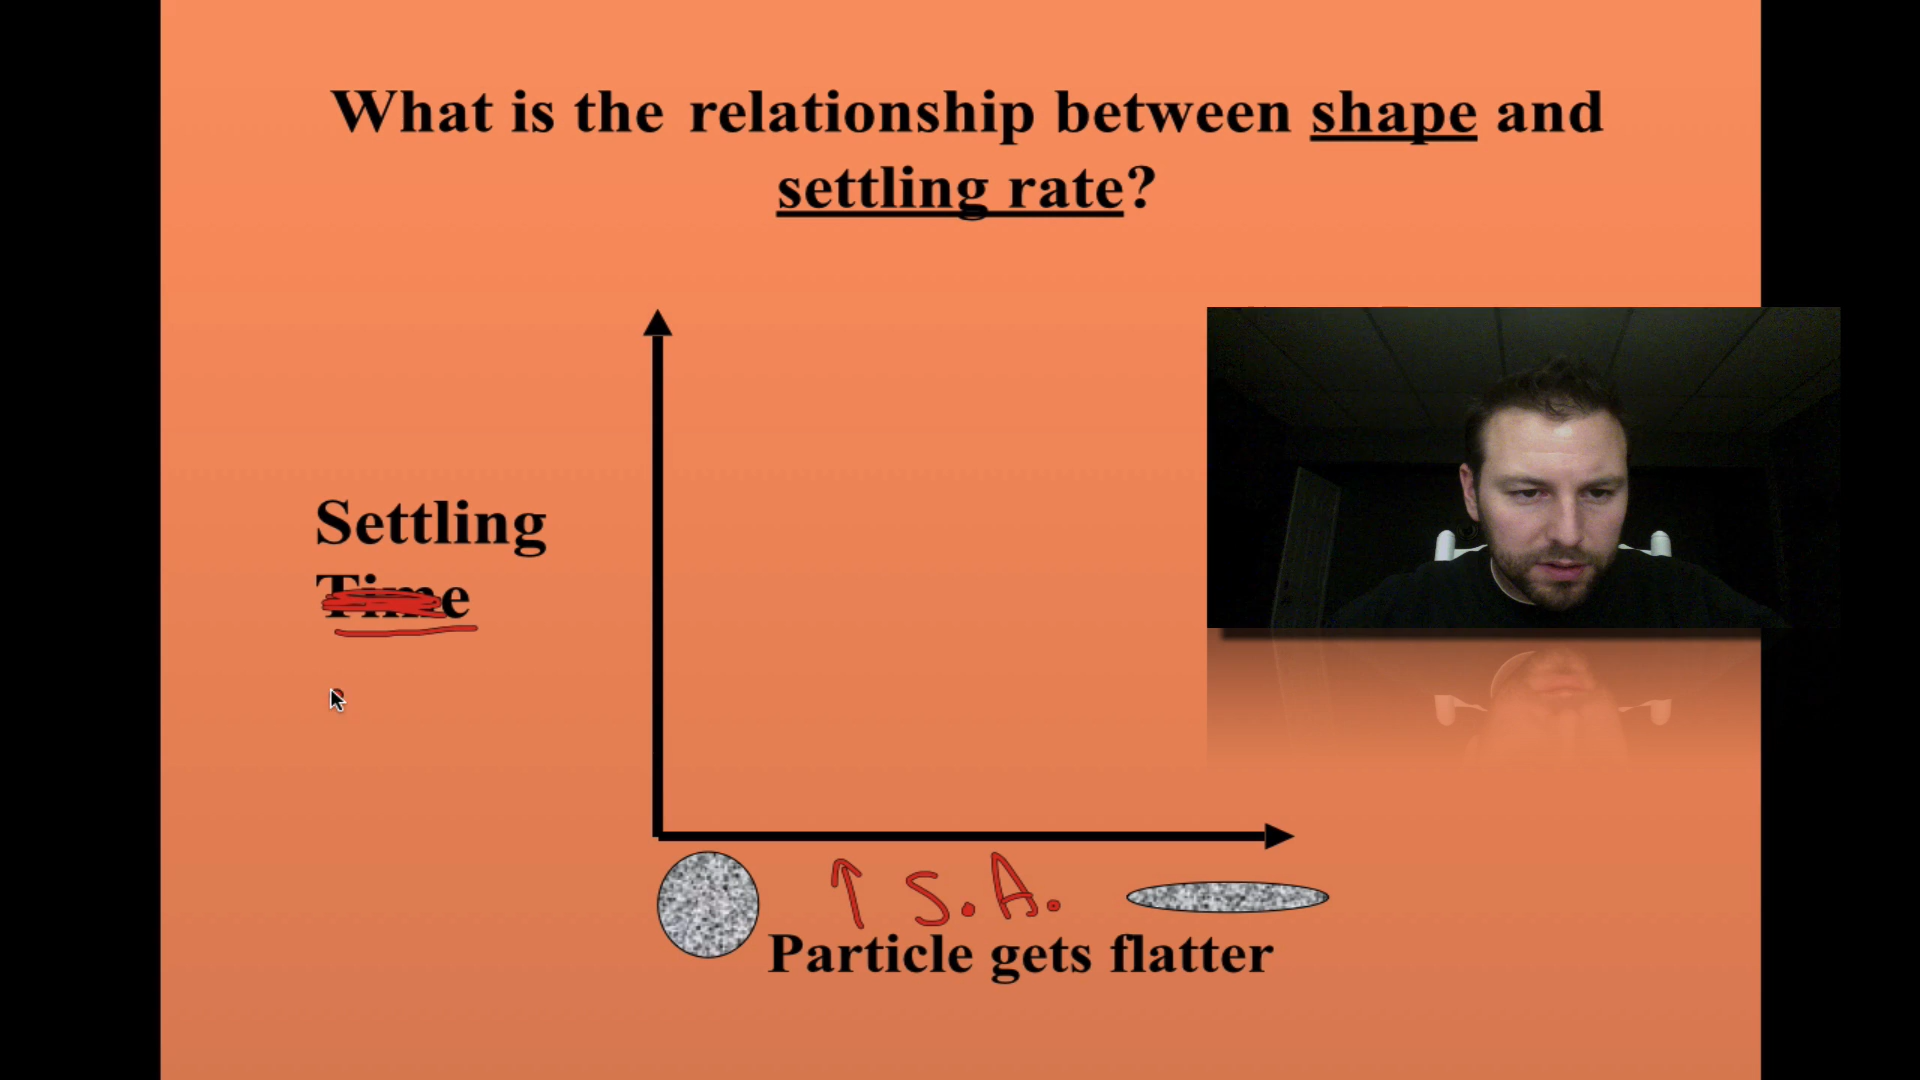 What is the relationship between shape and
settling rate?
Settling
Time
↑ S.A.
Particle gets flatter